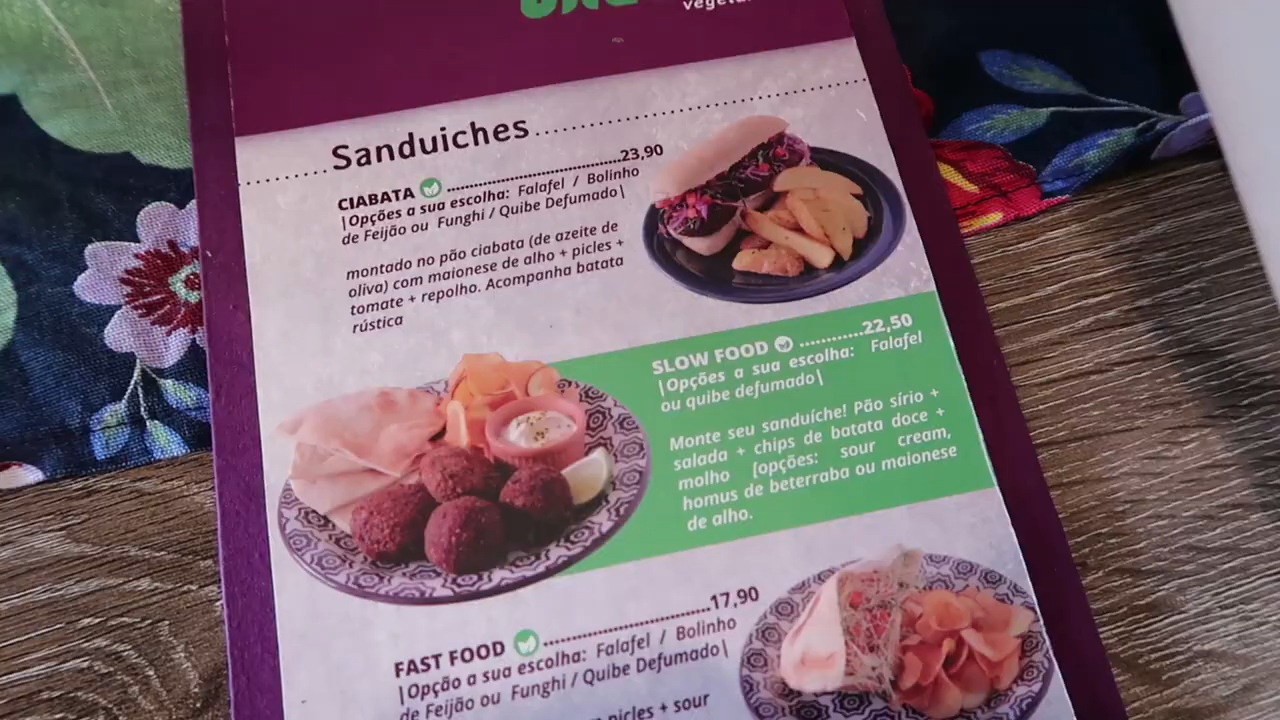 Sanduiches
CIABATA ..........23,90
|Opções a sua escolha: Falafel / Bolinho
de Feijão ou Funghi / Quibe Defumado\
montado no pão ciabata (de azeite de
oliva) com maionese de alho + picles +
tomate + repolho. Acompanha batata
rústica
SLOW FOOD ............22,50
|Opções a sua escolha: Falafel
ou quibe defumado\
Monte seu sanduíche! Pão sírio +
salada + chips de batata doce +
molho [opções: sour cream,
homus de beterraba ou maionese
de alho.
FAST FOOD ..........17,90
|Opção a sua escolha: Falafel / Bolinho
de Feijão ou Funghi / Quibe Defumado\
picles + sour